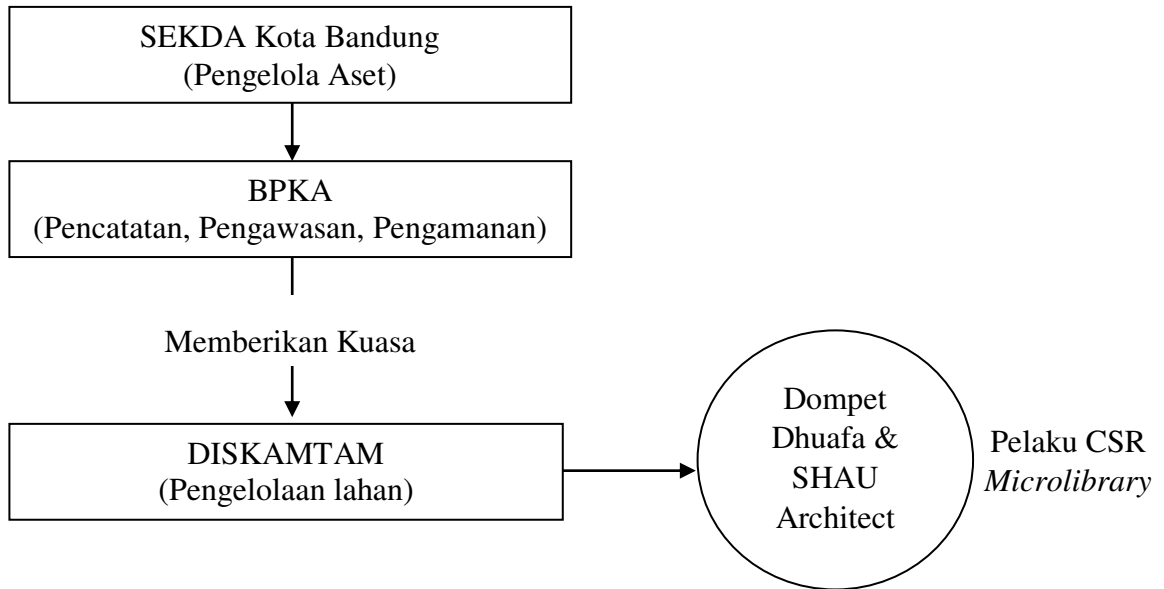 SEKDA Kota Bandung
(Pengelola Aset)
BPKA
(Pencatatan, Pengawasan, Pengamanan)
Memberikan Kuasa
DISKAMTAM
(Pengelolaan lahan)
Dompet
Dhuafa &
SHAU
Architect
Pelaku CSR
Microlibrary